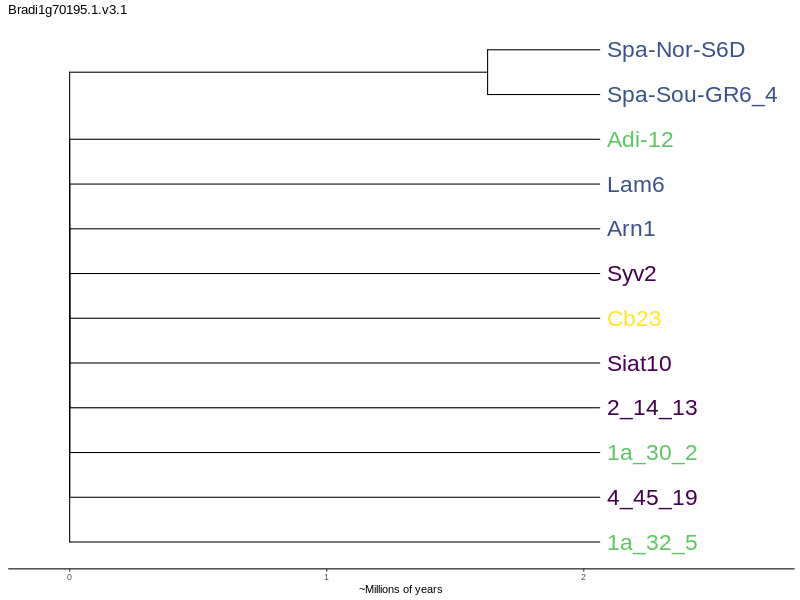 Bradi1g70195.1.v3.1
Spa-Nor-S6D
Spa-Sou-GR6_4
Adi-12
Lam6
Arn1
Syv2
Cb23
Siat10
2_14_13
1a_30_2
4_45_19
1a_32_5
0 1 2
~Millions of years